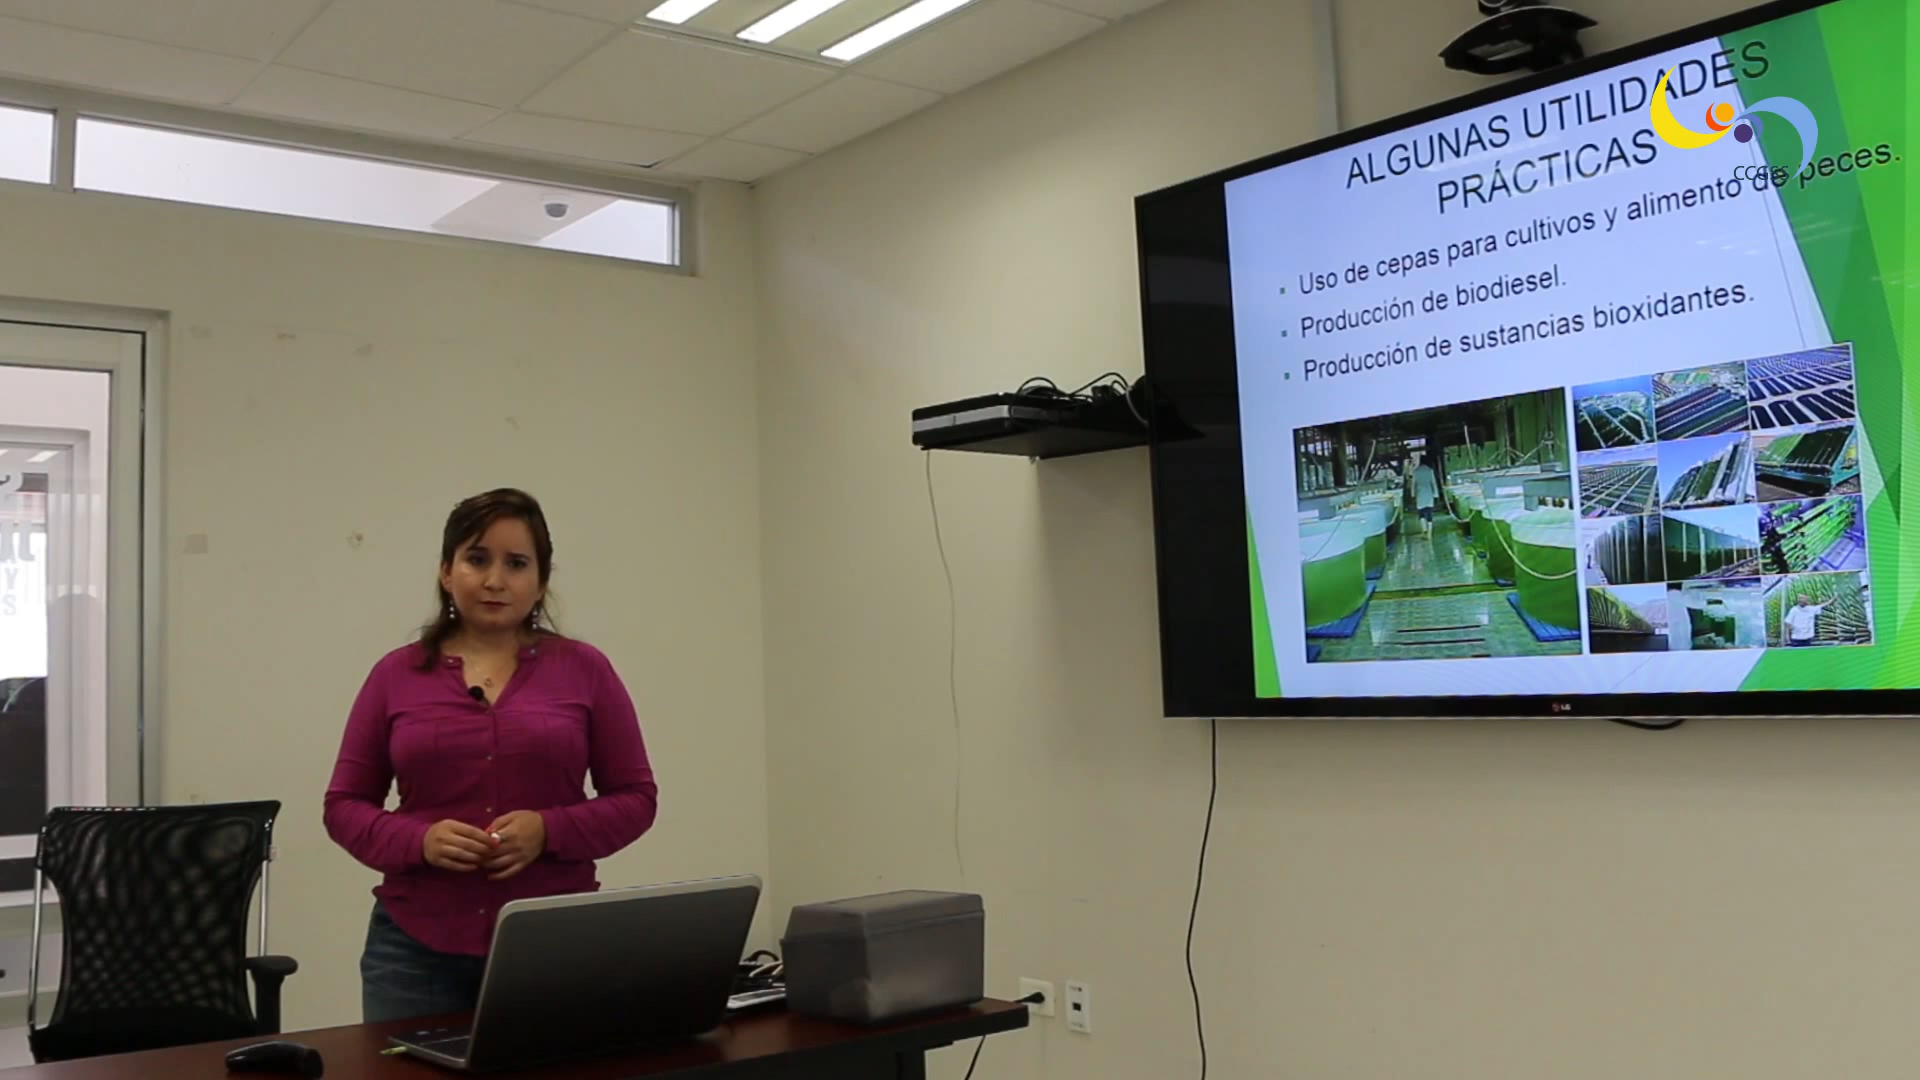 ALGUNAS UTILIDADES
PRÁCTICAS
CCGSS
Uso de cepas para cultivos y alimento de peces.
Producción de biodiesel.
Producción de sustancias bioxidantes.
LG